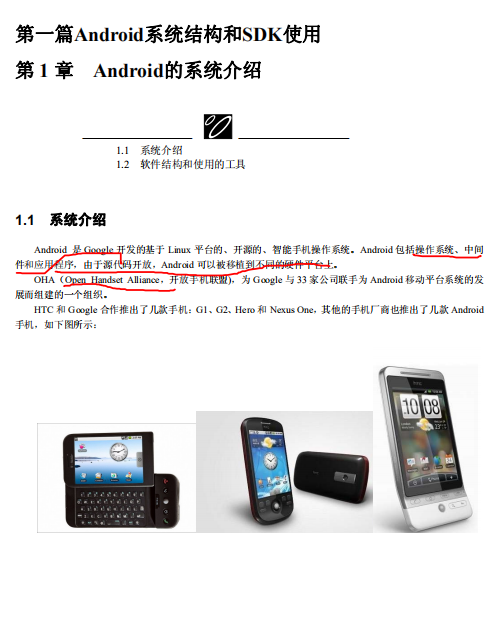 第一篇Android系统结构和SDK使用
第 1 章 Android的系统介绍
1.1 系统介绍
1.2 软件结构和使用的工具
1.1 系统介绍
Android 是 Google 开发的基于 Linux 平台的、开源的、智能手机操作系统。Android 包括操作系统、中间
件和应用程序，由于源代码开放，Android 可以被移植到不同的硬件平台上。
OHA（Open Handset Alliance，开放手机联盟），为 Google 与 33 家公司联手为 Android 移动平台系统的发
展而组建的一个组织。
HTC 和 Google 合作推出了几款手机：G1、G2、Hero 和 Nexus One，其他的手机厂商也推出了几款 Android
手机，如下图所示：
10 08